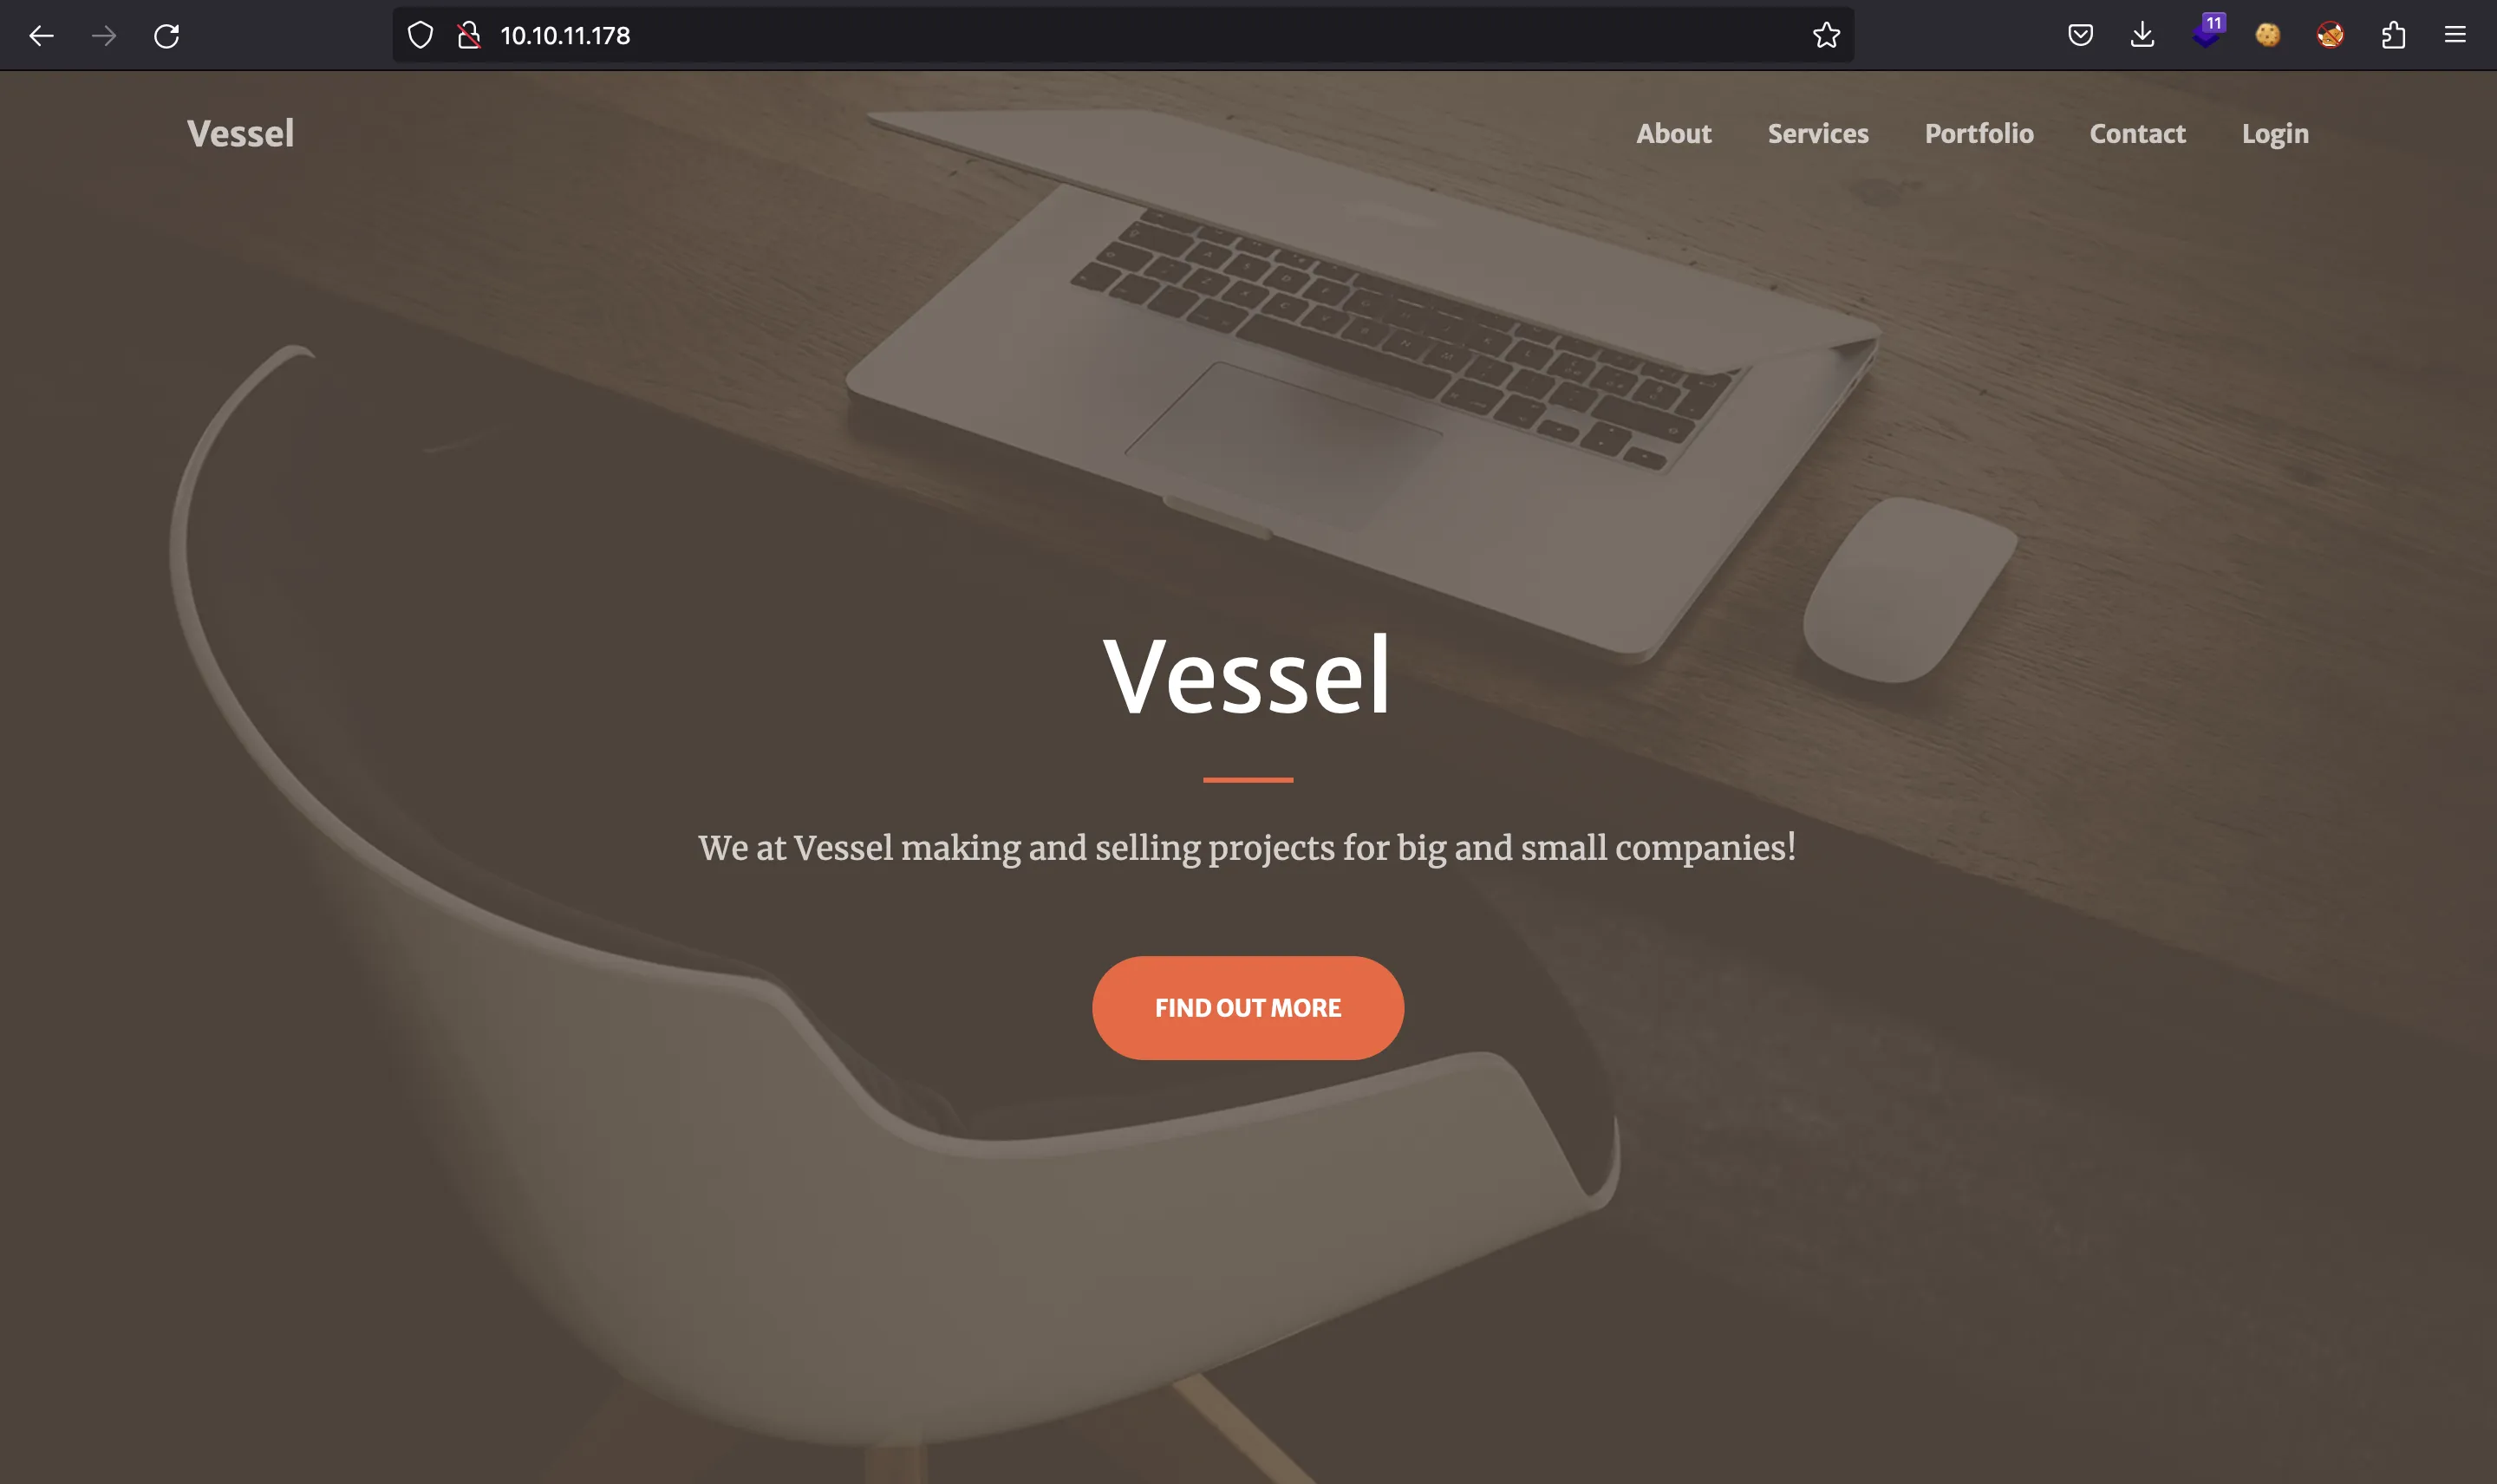 10.10.11.178
11
Vessel
About Services Portfolio Contact Login
Vessel
We at Vessel making and selling projects for big and small companies!
FIND OUT MORE